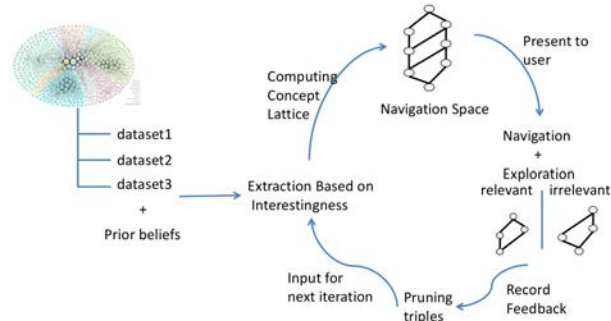 dataset1
dataset2
dataset3
+
Prior beliefs
Extraction Based on
Interestingness
Computing
Concept
Lattice
Navigation Space
Present to
user
Navigation
+
Exploration
relevant
irrelevant
Record
Feedback
Pruning
triples
Input for
next iteration